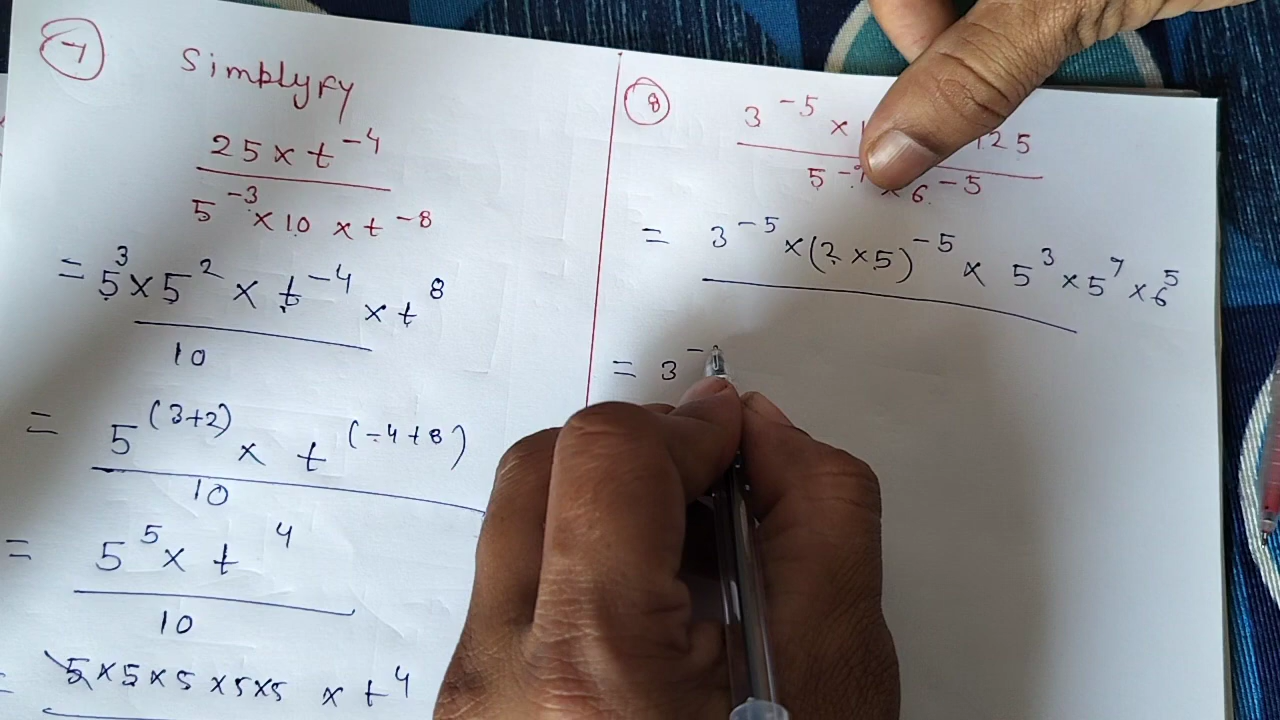 7
Simplyfy
25 x t^-4
5^-3 x 10 x t^-8
= 5^3 x 5^2 x t^-4 x t^8
10
= 5^(3+2) x t^(-4+8)
10
= 5^5 x t^4
10
= 5 x 5 x 5 x 5 x 5 x t^4
8
3^-5 x 125
5^-7 x 6^-5
= 3^-5 x (2 x 5)^-5 x 5^3 x 5^7 x 6^5
= 3^-